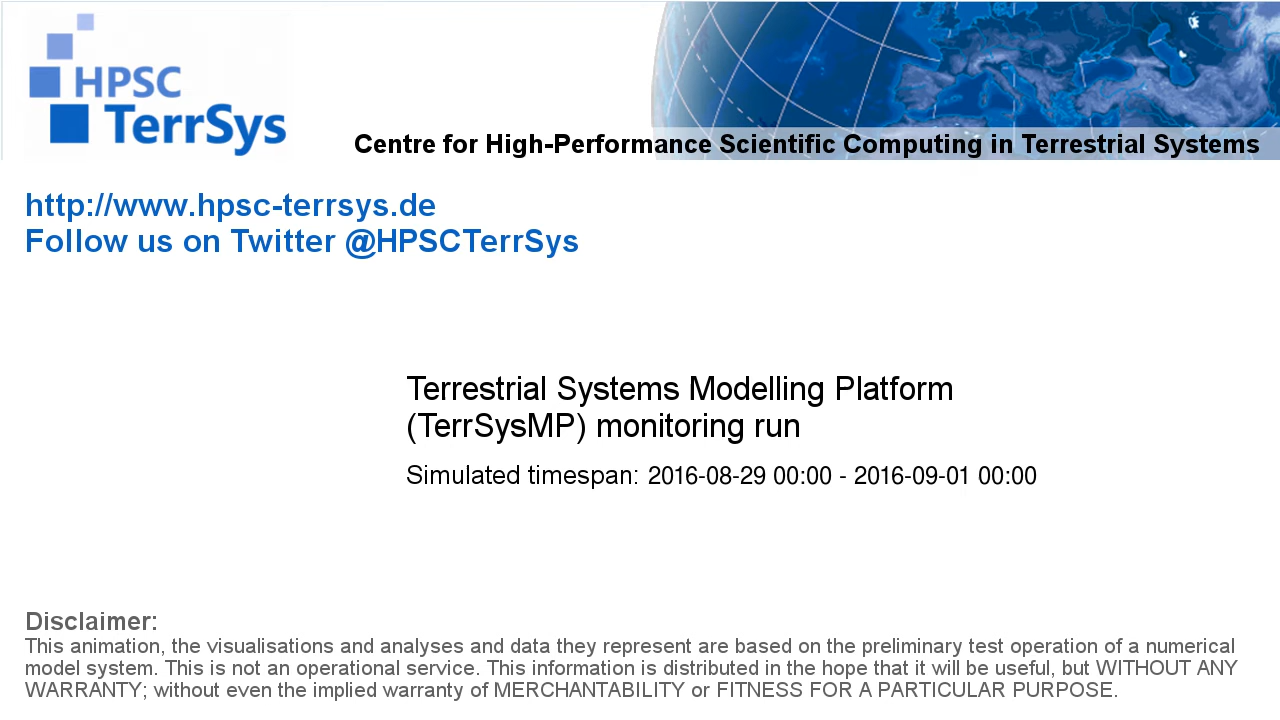 HPSC
TerrSys
Centre for High-Performance Scientific Computing in Terrestrial Systems
http://www.hpsc-terrsys.de
Follow us on Twitter @HPSCTerrSys
Terrestrial Systems Modelling Platform
(TerrSysMP) monitoring run
Simulated timespan: 2016-08-29 00:00 - 2016-09-01 00:00
Disclaimer:
This animation, the visualisations and analyses and data they represent are based on the preliminary test operation of a numerical
model system. This is not an operational service. This information is distributed in the hope that it will be useful, but WITHOUT ANY
WARRANTY; without even the implied warranty of MERCHANTABILITY or FITNESS FOR A PARTICULAR PURPOSE.